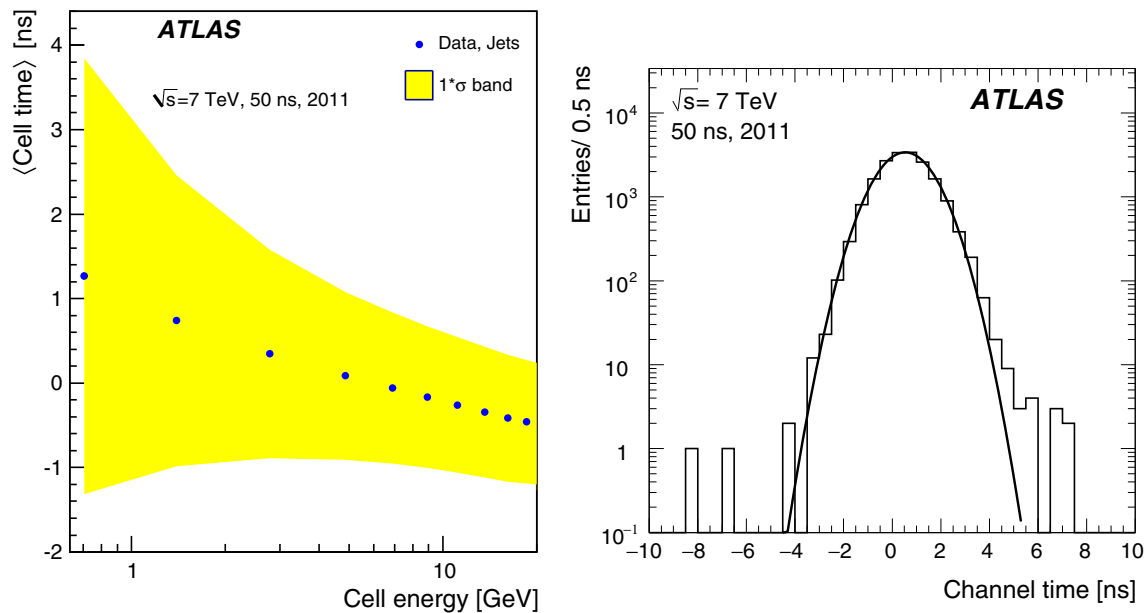 ATLAS
Data, Jets
√s=7 TeV, 50 ns, 2011
1*σ band
⟨Cell time⟩ [ns]
4
3
2
1
0
-1
-2
1
10
Cell energy [GeV]
√s= 7 TeV
ATLAS
50 ns, 2011
Entries/ 0.5 ns
10⁴
10³
10²
10
1
10⁻¹
−10 −8 −6 −4 −2 0 2 4 6 8 10
Channel time [ns]